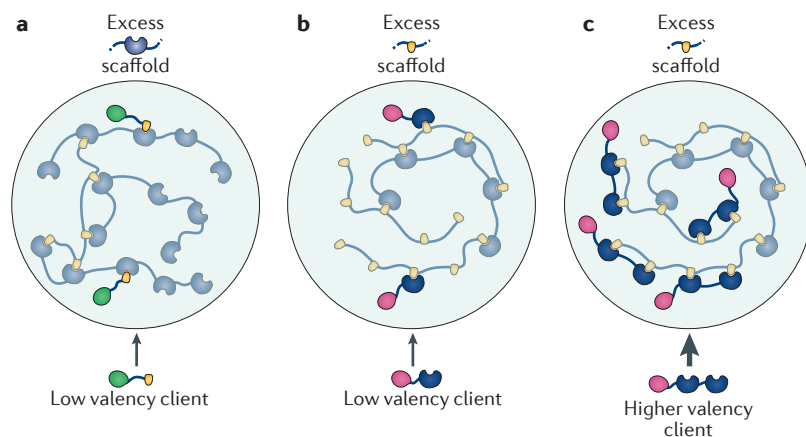 a
Excess
scaffold
Low valency client
b
Excess
scaffold
Low valency client
c
Excess
scaffold
Higher valency
client